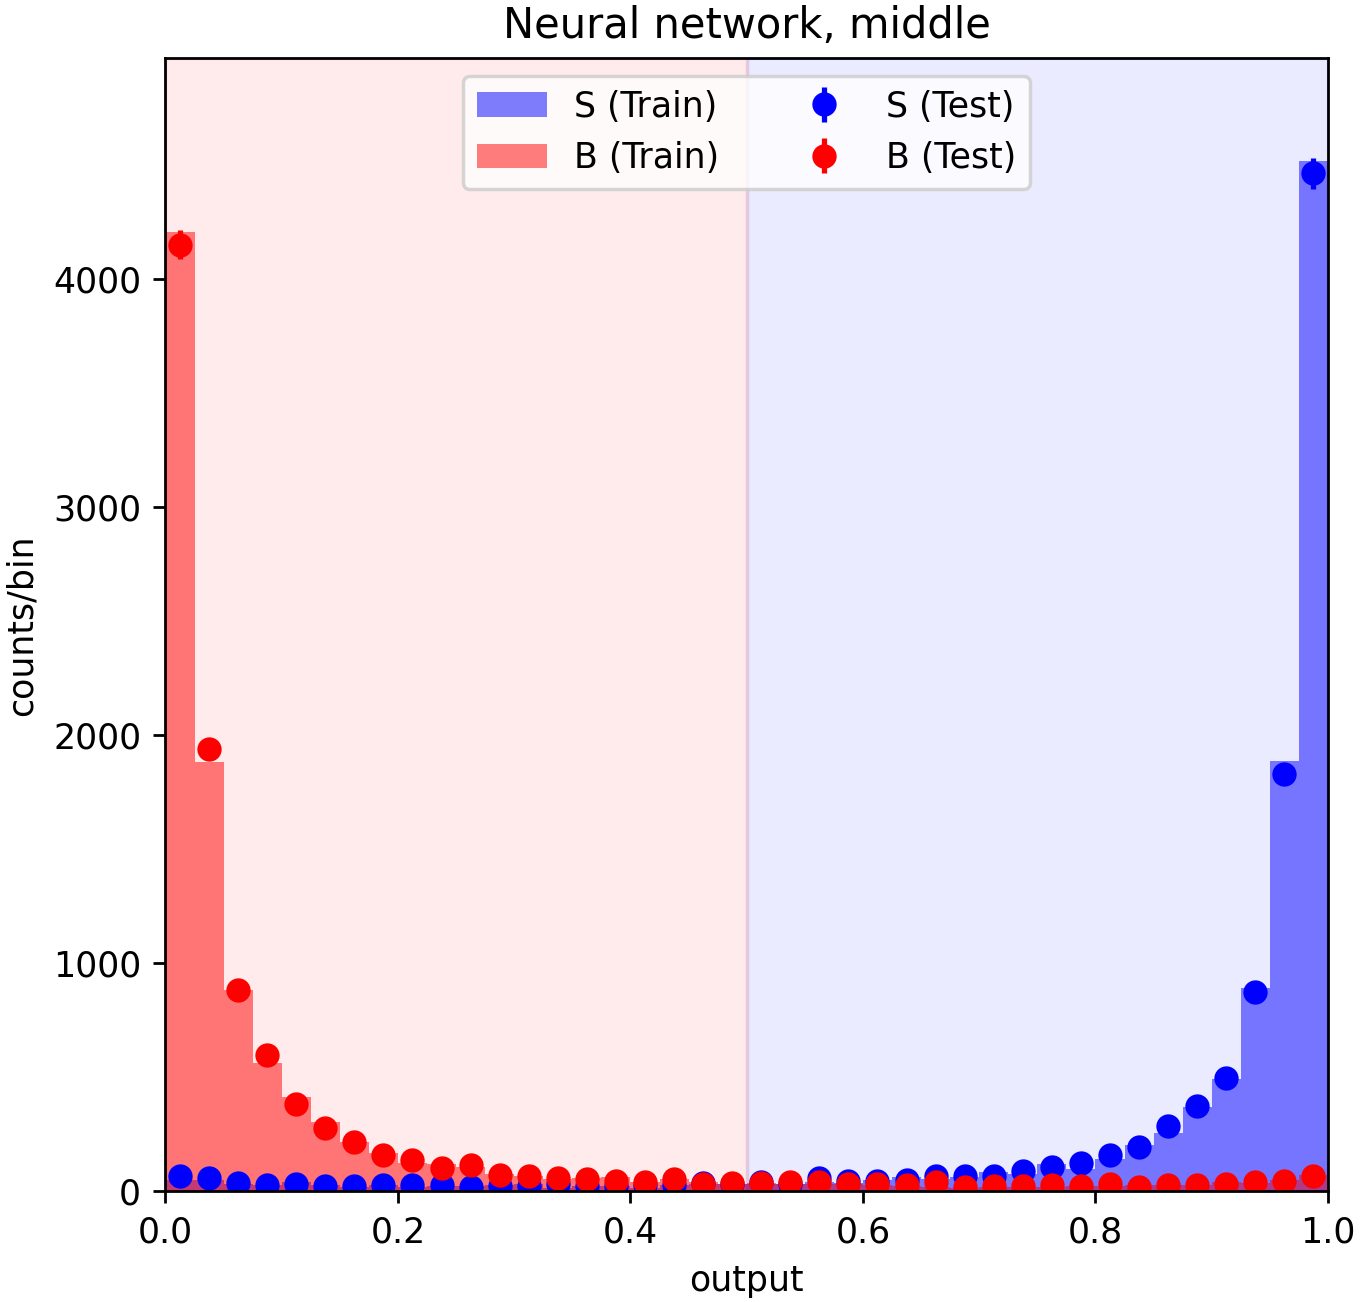 Neural network, middle
S (Train)
S (Test)
B (Train)
B (Test)
counts/bin
4000
3000
2000
1000
0
0.0
0.2
0.4
0.6
0.8
1.0
output